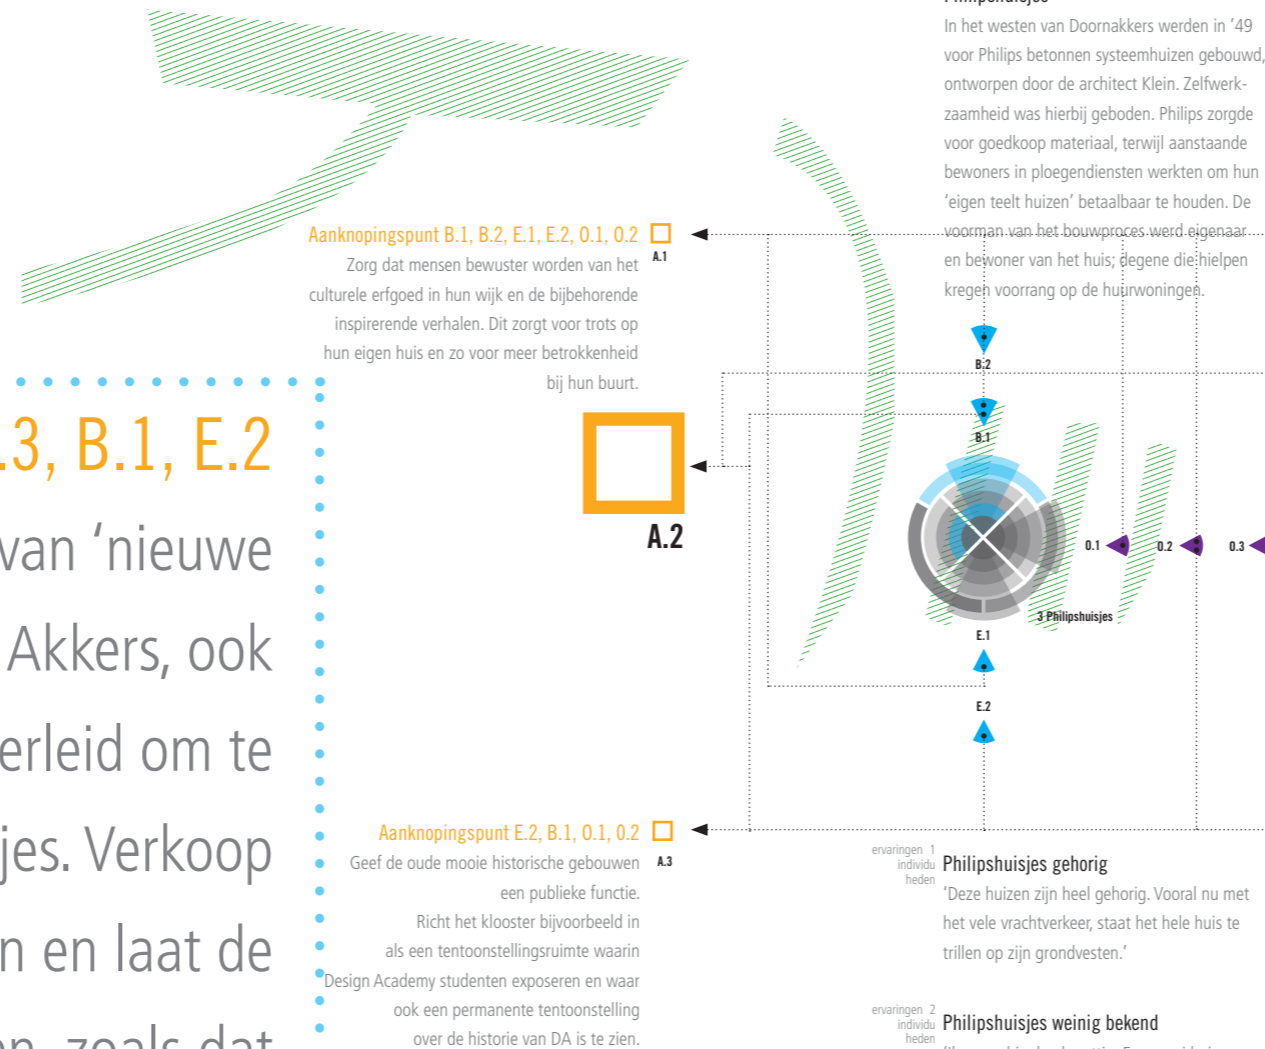 In het westen van Doornakkers werden in ’49
voor Philips betonnen systeemhuizen gebouwd,
ontworpen door de architect Klein. Zelfwerk-
zaamheid was hierbij geboden. Philips zorgde
voor goedkoop materiaal, terwijl aanstaande
bewoners in ploegendiensten werkten om hun
‘eigen teelt huizen’ betaalbaar te houden. De
voorman van het bouwproces werd eigenaar
en bewoner van het huis; degene die hielpen
kregen voorrang op de huurwoningen.
Aanknopingspunt B.1, B.2, E.1, E.2, O.1, O.2
A.1
Zorg dat mensen bewuster worden van het
culturele erfgoed in hun wijk en de bijbehorende
inspirerende verhalen. Dit zorgt voor trots op
hun eigen huis en zo voor meer betrokkenheid
bij hun buurt.
.3, B.1, E.2
van ‘nieuwe
Akkers, ook
erleid om te
jes. Verkoop
n en laat de
en, zoals dat
A.2
B.2
B.1
O.1
O.2
O.3
3 Philipshuisjes
E.1
E.2
Aanknopingspunt E.2, B.1, O.1, O.2
A.3
Geef de oude mooie historische gebouwen
een publieke functie.
Richt het klooster bijvoorbeeld in
als een tentoonstellingsruimte waarin
Design Academy studenten exposeren en waar
ook een permanente tentoonstelling
over de historie van DA is te zien.
ervaringen 1
individu
heden
Philipshuisjes gehorig
‘Deze huizen zijn heel gehorig. Vooral nu met
het vele vrachtverkeer, staat het hele huis te
trillen op zijn grondvesten.’
ervaringen 2
individu
heden
Philipshuisjes weinig bekend